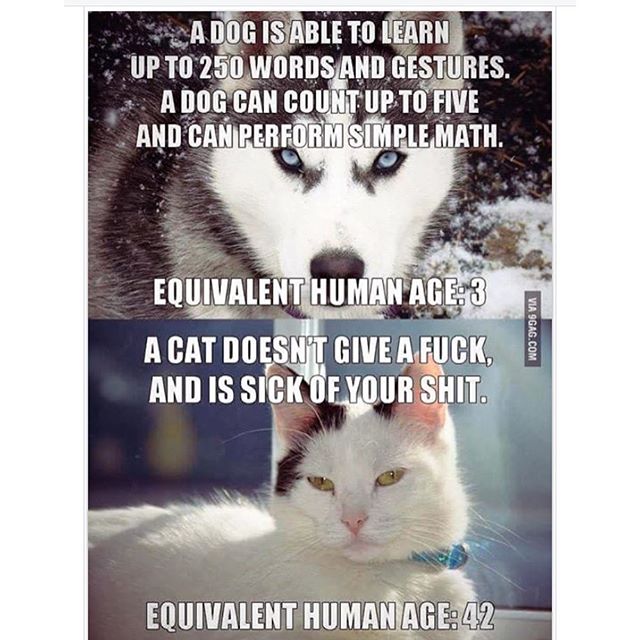 A DOG IS ABLE TO LEARN
UP TO 250 WORDS AND GESTURES.
A DOG CAN COUNT UP TO FIVE
AND CAN PERFORM SIMPLE MATH.
EQUIVALENT HUMAN AGE: 3
VIA 9GAG.COM
A CAT DOESN'T GIVE A FUCK,
AND IS SICK OF YOUR SHIT.
EQUIVALENT HUMAN AGE: 42